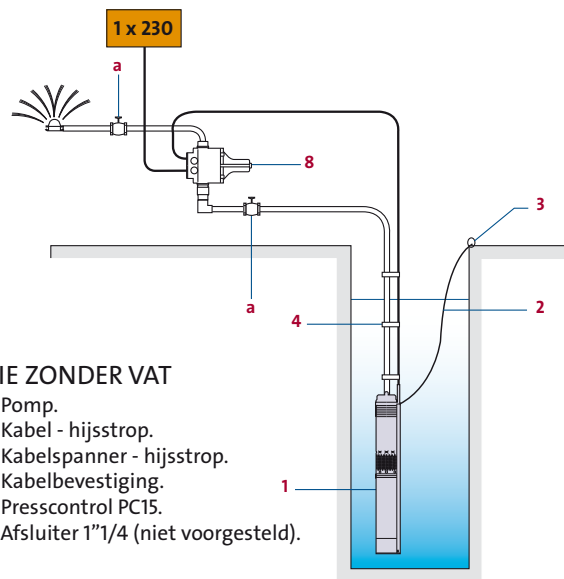 1 x 230
a
8
3
a
4
2
IE ZONDER VAT
Pomp.
Kabel - hijsstrop.
Kabelspanner - hijsstrop.
Kabelbevestiging.
1
Presscontrol PC15.
Afsluiter 1”1/4 (niet voorgesteld).